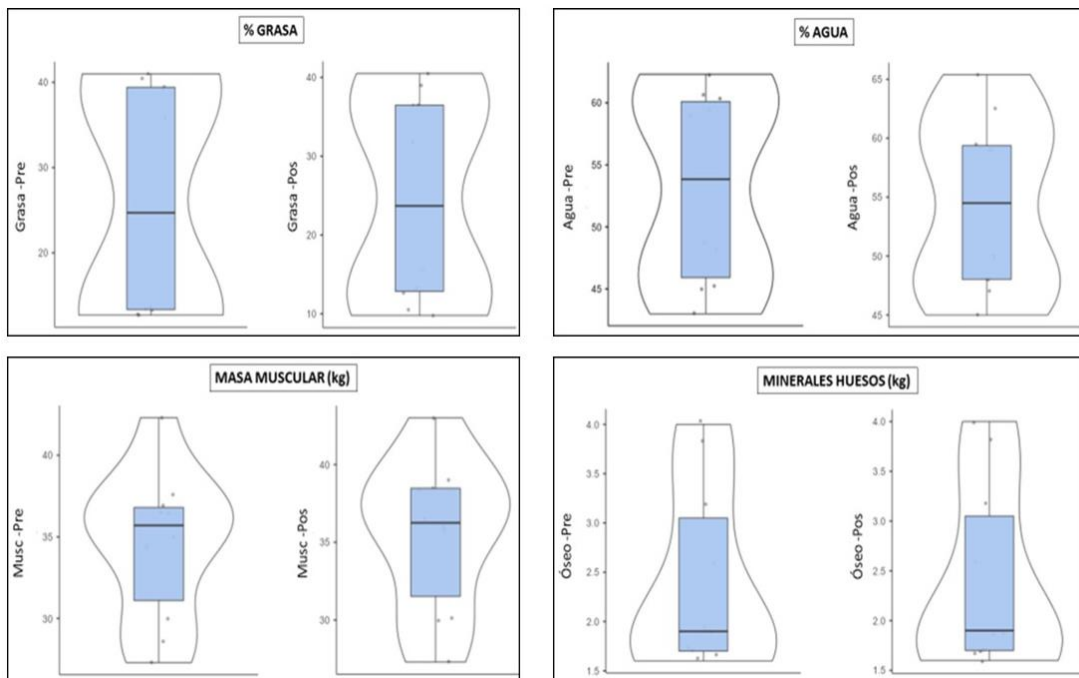 % GRASA
Grasa -Pre
40
30
20
Grasa -Pos
40
30
20
10
% AGUA
Agua -Pre
60
55
50
45
Agua -Pos
65
60
55
50
45
MASA MUSCULAR (kg)
Musc -Pre
40
35
30
Musc -Pos
40
35
30
MINERALES HUESOS (kg)
Óseo -Pre
4.0
3.5
3.0
2.5
2.0
1.5
Óseo -Pos
4.0
3.5
3.0
2.5
2.0
1.5